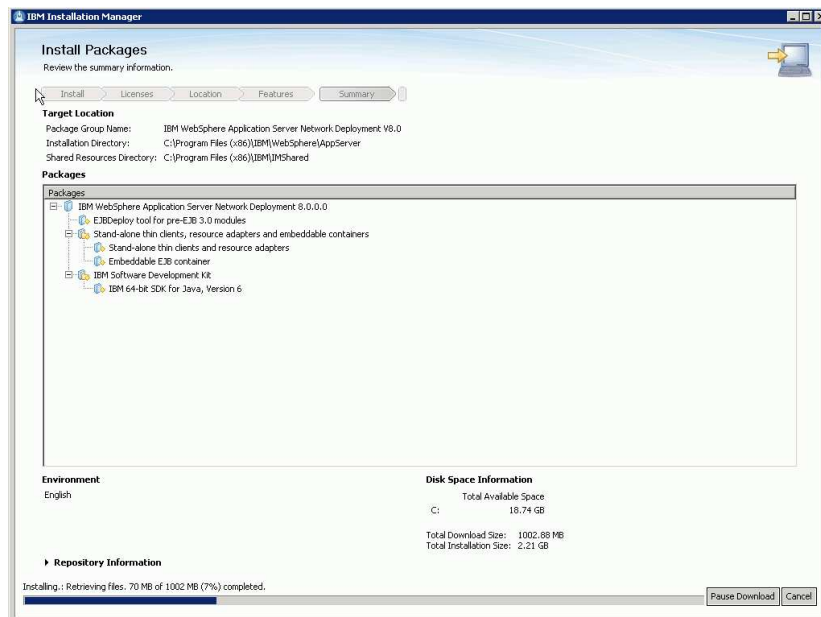 IBM Installation Manager
Install Packages
Review the summary information.
Install
Licenses
Location
Features
Summary
Target Location
Package Group Name: IBM WebSphere Application Server Network Deployment V8.0
Installation Directory: C:\Program Files (x86)\IBM\WebSphere\AppServer
Shared Resources Directory: C:\Program Files (x86)\IBM\IMShared
Packages
Packages
IBM WebSphere Application Server Network Deployment 8.0.0.0
EJBDeploy tool for pre-EJB 3.0 modules
Stand-alone thin clients, resource adapters and embeddable containers
Stand-alone thin clients and resource adapters
Embeddable EJB container
IBM Software Development Kit
IBM 64-bit SDK for Java, Version 6
Environment
English
Disk Space Information
Total Available Space
C: 18.74 GB
Total Download Size: 1002.88 MB
Total Installation Size: 2.21 GB
Repository Information
Installing.: Retrieving files. 70 MB of 1002 MB (7%) completed.
Pause Download
Cancel